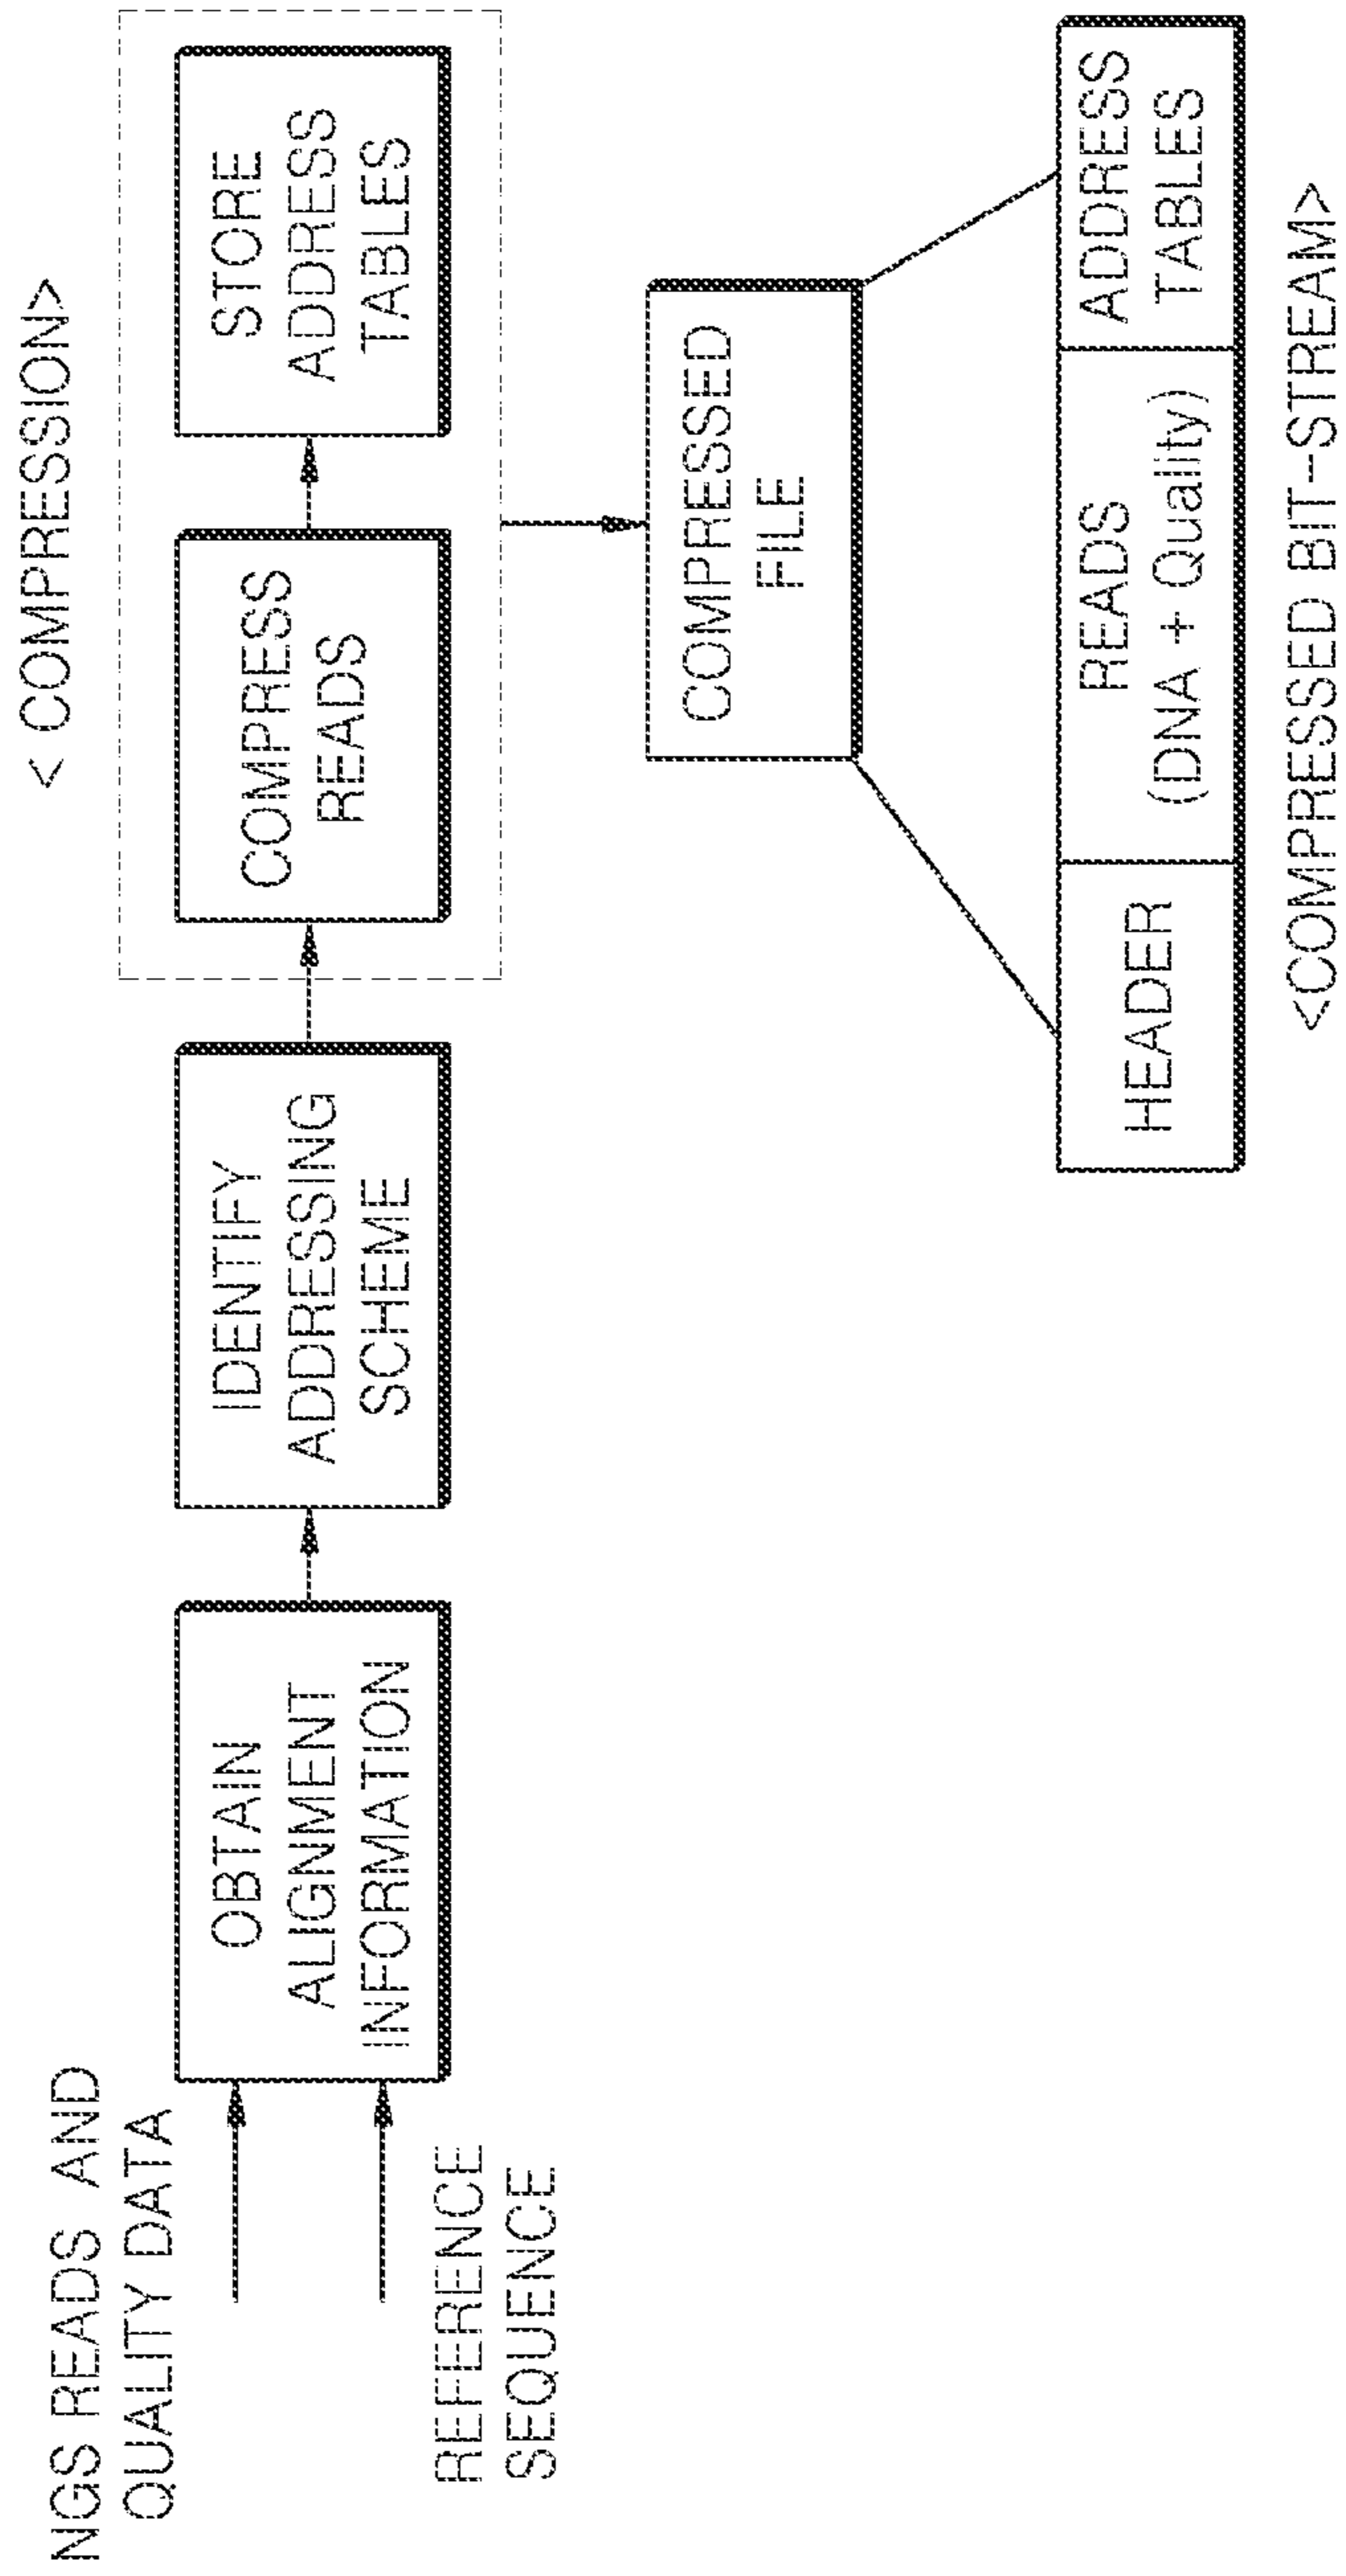 < COMPRESSION>
NGS READS AND
QUALITY DATA
REFERENCE
SEQUENCE
OBTAIN
ALIGNMENT
INFORMATION
IDENTIFY
ADDRESSING
SCHEME
COMPRESS
READS
STORE
ADDRESS
TABLES
COMPRESSED
FILE
HEADER
READS
(DNA + Quality)
ADDRESS
TABLES
<COMPRESSED BIT-STREAM>